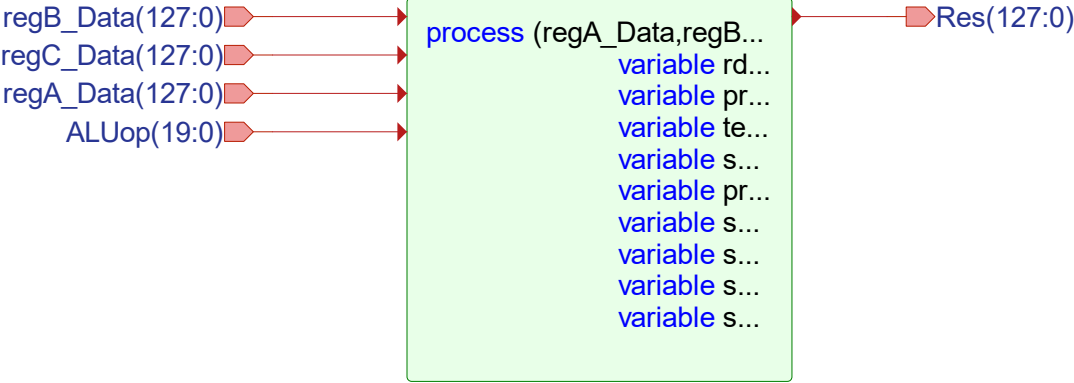 regB_Data(127:0)
regC_Data(127:0)
regA_Data(127:0)
ALUop(19:0)
process (regA_Data,regB...
variable rd...
variable pr...
variable te...
variable s...
variable pr...
variable s...
variable s...
variable s...
variable s...
Res(127:0)